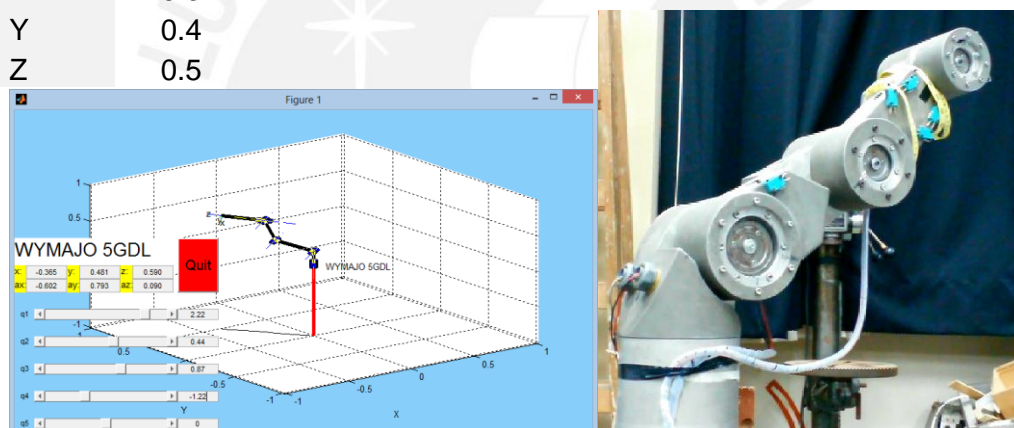 Y 0.4
Z 0.5
Figure 1
1
0.5
WYMAJO 5GDL
Quit
WYMAJO 5GDL
x: -0.365 y: 0.481 z: 0.590
ax: -0.602 ay: 0.793 az: 0.090
q1 2.22
-1
q2 0.44
0.5
q3 0.87
q4 -1.22
q5 0
-0.5
-1
Y
-1
-0.5
0
0.5
1
X